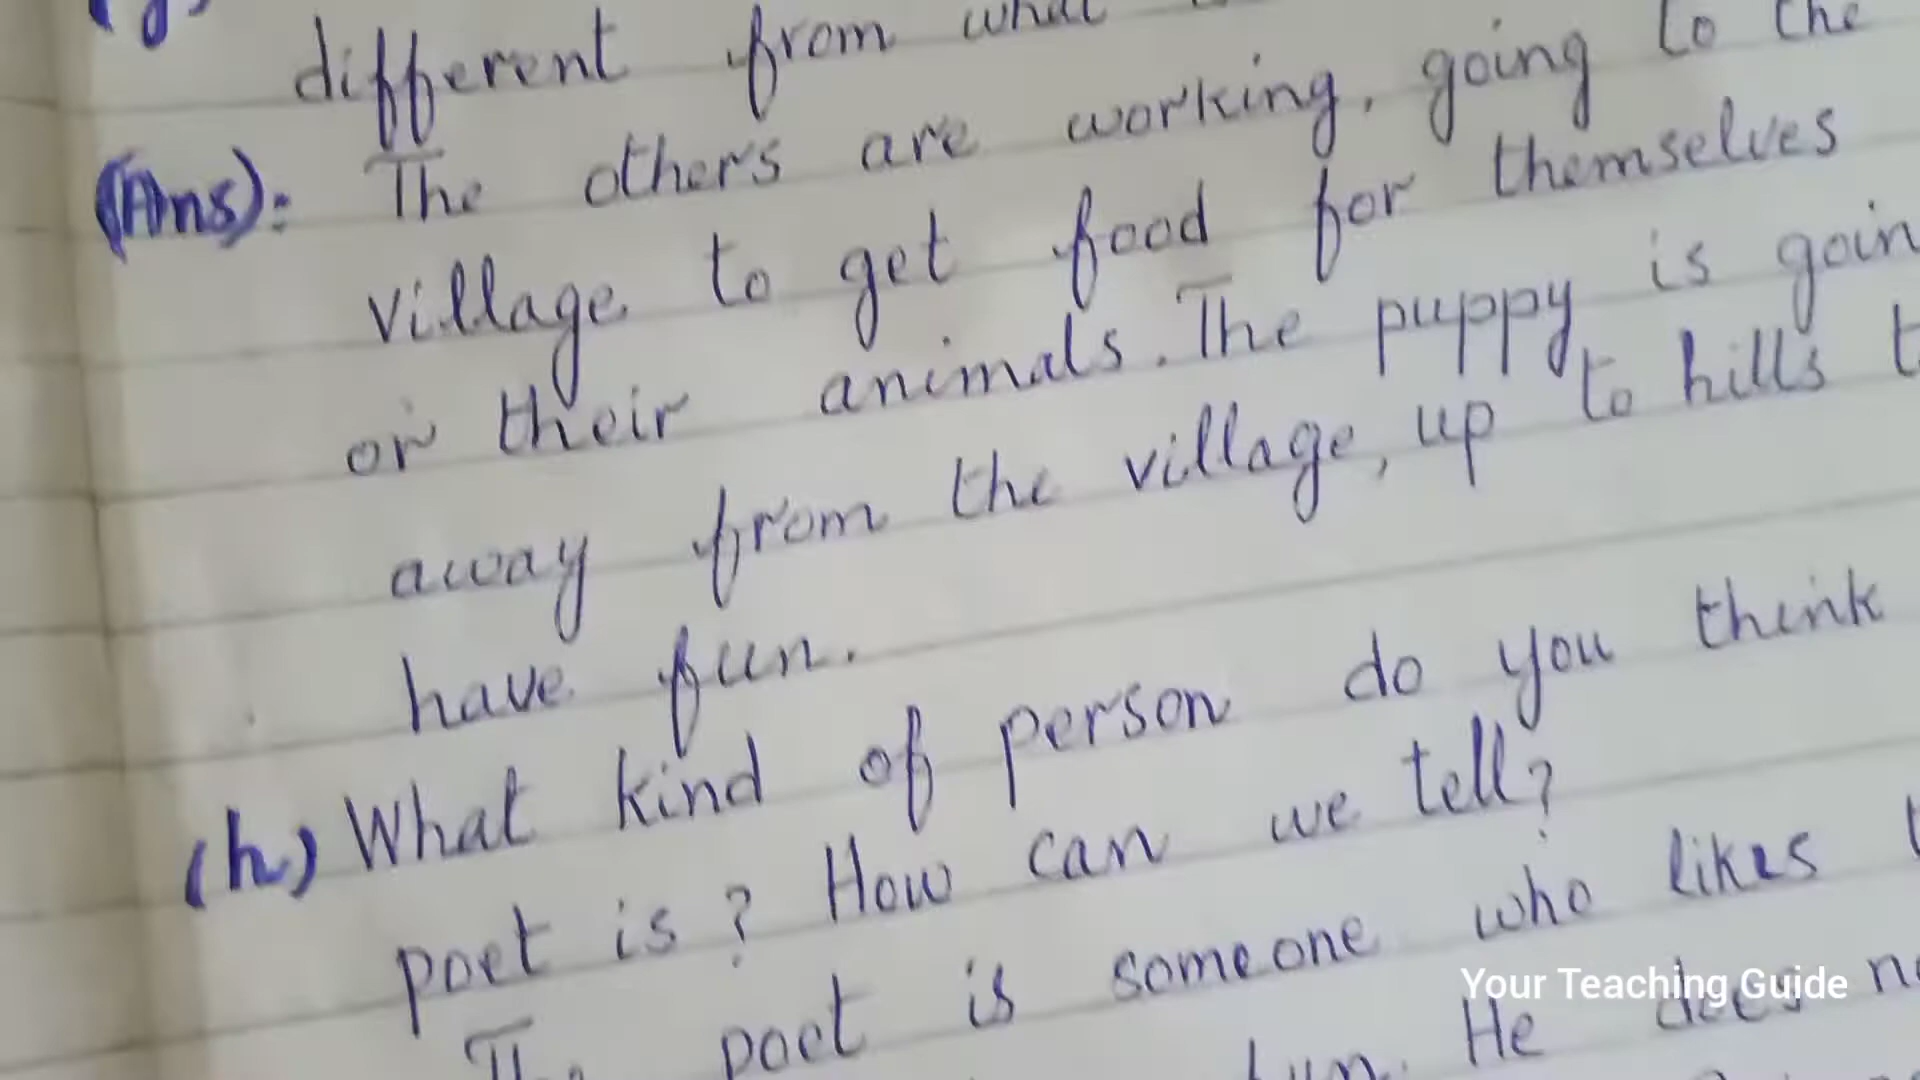 different from what
(Ans): The others are working, going to the
village to get food for themselves
or their animals. The puppy is goin
away from the village, up to hills t
have fun.
(h) What kind of person do you think
poet is? How can we tell?
poet is someone who likes t
He does
Your Teaching Guide